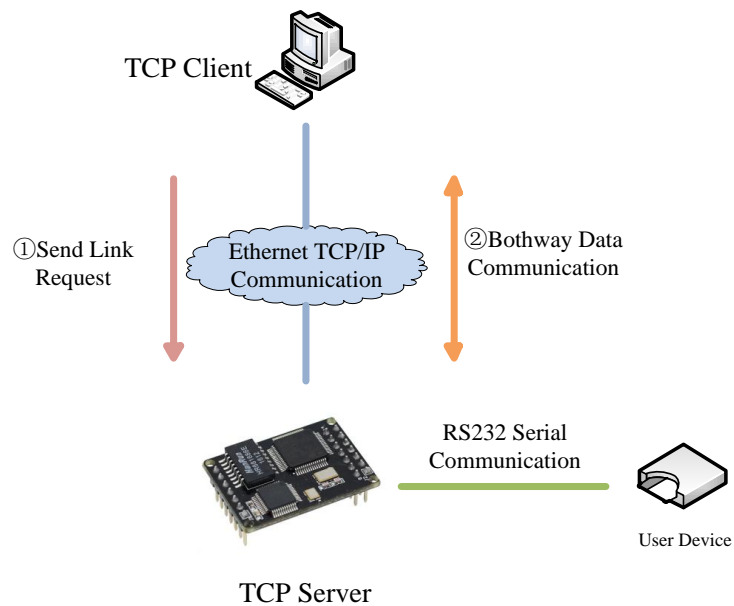 TCP Client
①Send Link
Request
Ethernet TCP/IP
Communication
②Bothway Data
Communication
RS232 Serial
Communication
User Device
TCP Server